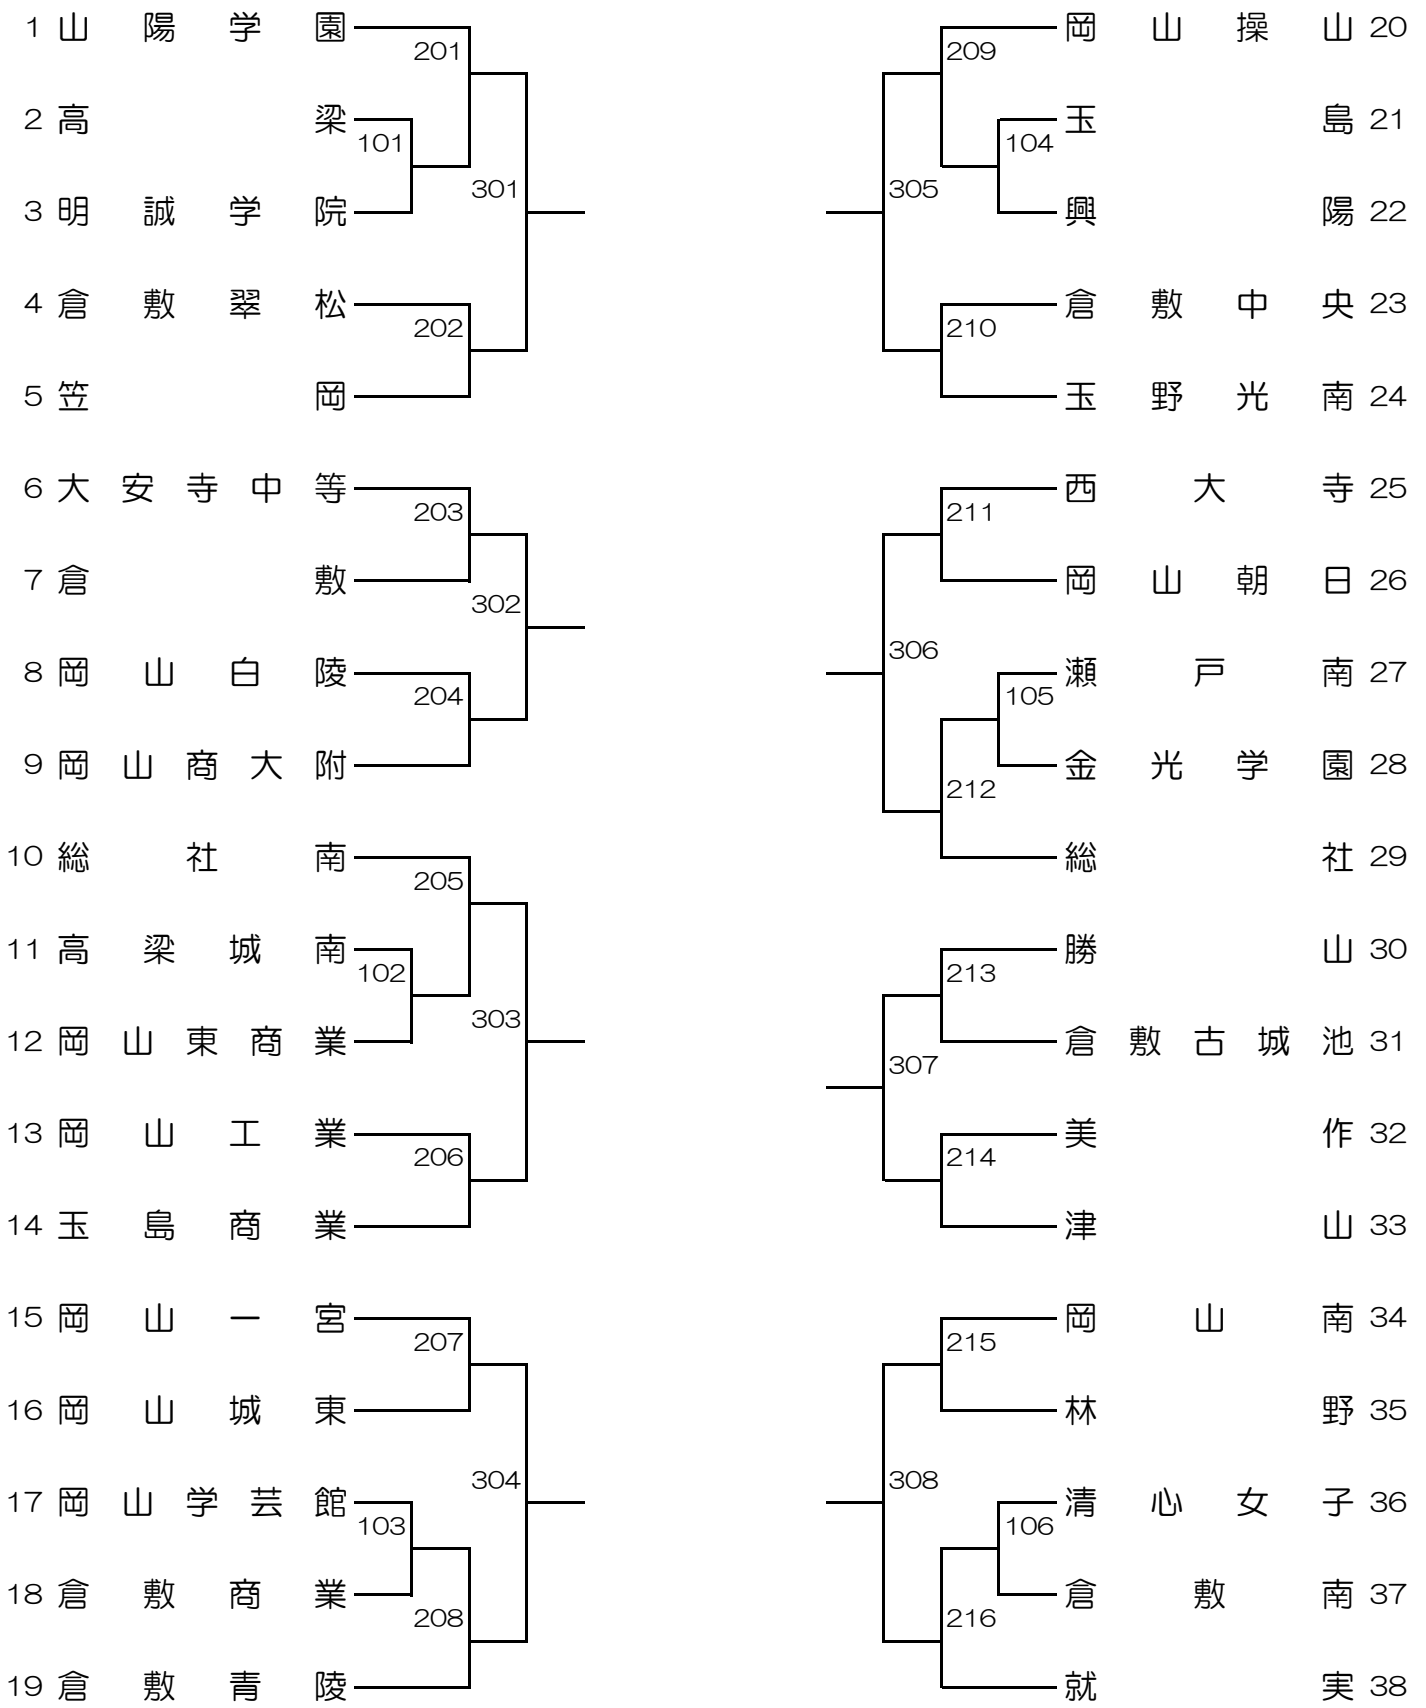 1 山陽学園
201
2 高梁
101
301
3 明誠学院
4 倉敷翠松
202
5 笠岡
6 大安寺中等
203
7 倉敷
302
8 岡山白陵
204
9 岡山商大附
10 総社南
205
11 高梁城南
102
303
12 岡山東商業
13 岡山工業
206
14 玉島商業
15 岡山一宮
207
16 岡山城東
304
17 岡山学芸館
103
18 倉敷商業
208
19 倉敷青陵
岡山操山 20
209
玉島 21
104
305
興陽 22
倉敷中央 23
210
玉野光南 24
西大寺 25
211
岡山朝日 26
306
瀬戸南 27
105
金光学園 28
212
総社 29
勝山 30
213
倉敷古城池 31
307
美作 32
214
津山 33
岡山南 34
215
林野 35
308
清心女子 36
106
倉敷南 37
216
就実 38